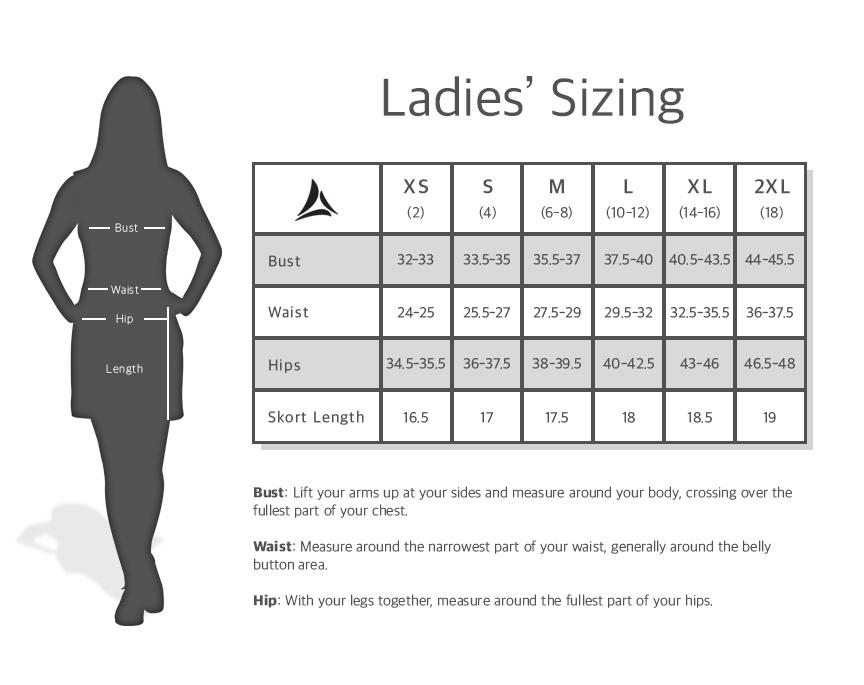 Ladies’ Sizing
XS S M L XL 2XL
(2) (4) (6-8) (10-12) (14-16) (18)
Bust 32-33 33.5-35 35.5-37 37.5-40 40.5-43.5 44-45.5
Waist 24-25 25.5-27 27.5-29 29.5-32 32.5-35.5 36-37.5
Hips 34.5-35.5 36-37.5 38-39.5 40-42.5 43-46 46.5-48
Skort Length 16.5 17 17.5 18 18.5 19
Bust
Waist
Hip
Length
Bust: Lift your arms up at your sides and measure around your body, crossing over the
fullest part of your chest.
Waist: Measure around the narrowest part of your waist, generally around the belly
button area.
Hip: With your legs together, measure around the fullest part of your hips.